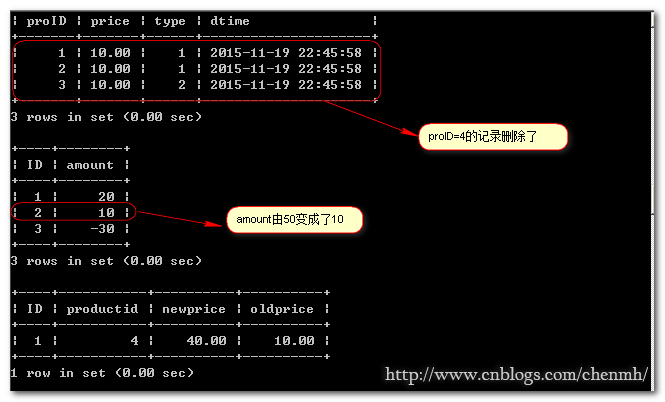 ¦ proID ¦ price ¦ type ¦ dtime ¦
¦ 1 ¦ 10.00 ¦ 1 ¦ 2015-11-19 22:45:58 ¦
¦ 2 ¦ 10.00 ¦ 1 ¦ 2015-11-19 22:45:58 ¦
¦ 3 ¦ 10.00 ¦ 2 ¦ 2015-11-19 22:45:58 ¦
3 rows in set (0.00 sec)
proID=4的记录删除了
¦ ID ¦ amount ¦
¦ 1 ¦ 20 ¦
¦ 2 ¦ 10 ¦
amount由50变成了10
¦ 3 ¦ -30 ¦
3 rows in set (0.00 sec)
¦ ID ¦ productid ¦ newprice ¦ oldprice ¦
¦ 1 ¦ 4 ¦ 40.00 ¦ 10.00 ¦
1 row in set (0.00 sec)
http://www.cnblogs.com/chenmh/